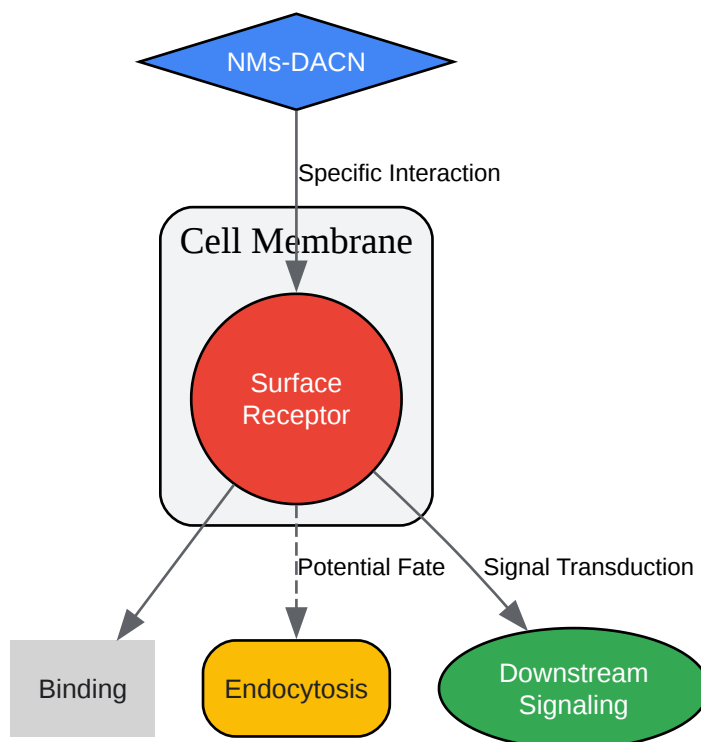 NMs-DACN
Specific Interaction
Cell Membrane
Surface
Receptor
Potential Fate
Signal Transduction
Binding
Endocytosis
Downstream
Signaling